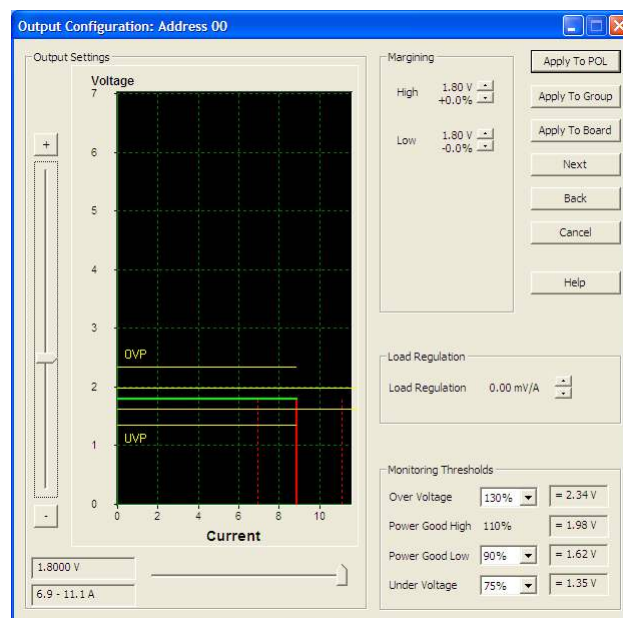 Output Configuration: Address 00
Output Settings
Voltage
7
6
5
4
3
2
1
0
OVP
UVP
0 2 4 6 8 10
Current
+
-
1.8000 V
6.9 - 11.1 A
Margining
High 1.80 V
+0.0%
Low 1.80 V
-0.0%
Apply To POL
Apply To Group
Apply To Board
Next
Back
Cancel
Help
Load Regulation
Load Regulation 0.00 mV/A
Monitoring Thresholds
Over Voltage 130% = 2.34 V
Power Good High 110% = 1.98 V
Power Good Low 90% = 1.62 V
Under Voltage 75% = 1.35 V